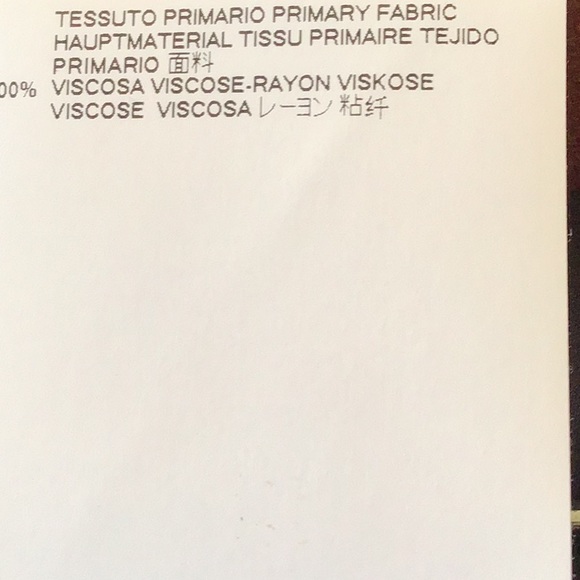 TESSUTO PRIMARIO PRIMARY FABRIC
HAUPTMATERIAL TISSU PRIMAIRE TEJIDO
PRIMARIO 面料
00% VISCOSA VISCOSE-RAYON VISKOSE
VISCOSE VISCOSA レーヨン 粘纤